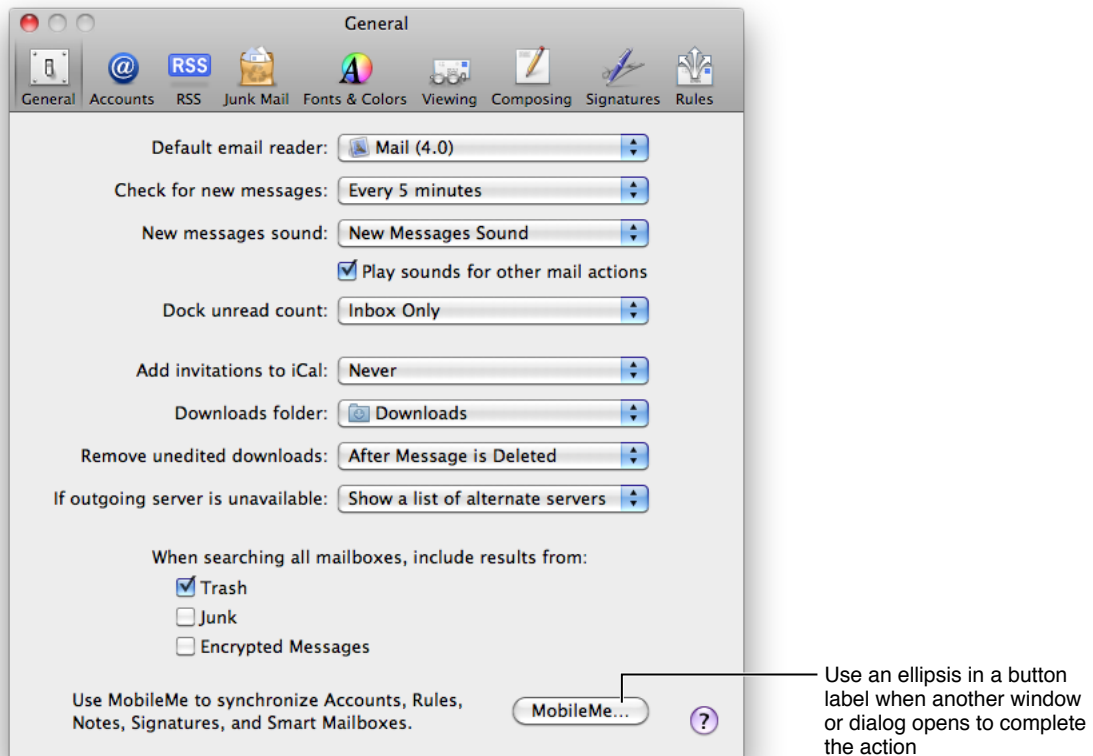 General
RSS
General Accounts RSS Junk Mail Fonts & Colors Viewing Composing Signatures Rules
Default email reader: Mail (4.0)
Check for new messages: Every 5 minutes
New messages sound: New Messages Sound
Play sounds for other mail actions
Dock unread count: Inbox Only
Add invitations to iCal: Never
Downloads folder: Downloads
Remove unedited downloads: After Message is Deleted
If outgoing server is unavailable: Show a list of alternate servers
When searching all mailboxes, include results from:
Trash
Junk
Encrypted Messages
Use MobileMe to synchronize Accounts, Rules,
Notes, Signatures, and Smart Mailboxes.
MobileMe...
?
Use an ellipsis in a button
label when another window
or dialog opens to complete
the action